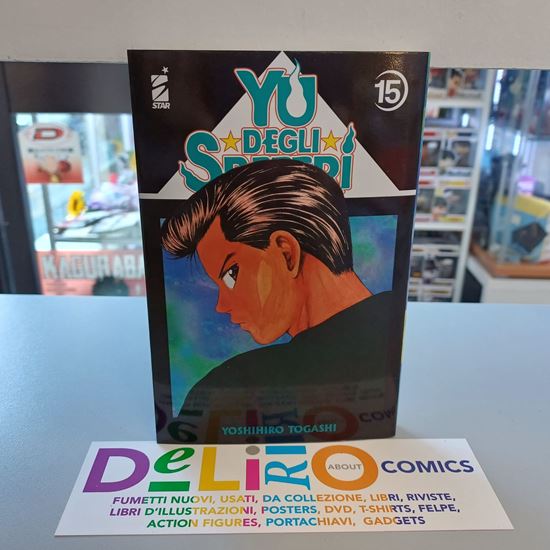 STAR
15
YU
DEGLI
SPETTRI
YOSHIHIRO TOGASHI
KAGURABA
DELIRIO ABOUT COMICS
FUMETTI NUOVI, USATI, DA COLLEZIONE, LIBRI, RIVISTE,
LIBRI D'ILLUSTRAZIONI, POSTERS, DVD, T-SHIRTS, FELPE,
ACTION FIGURES, PORTACHIAVI, GADGETS